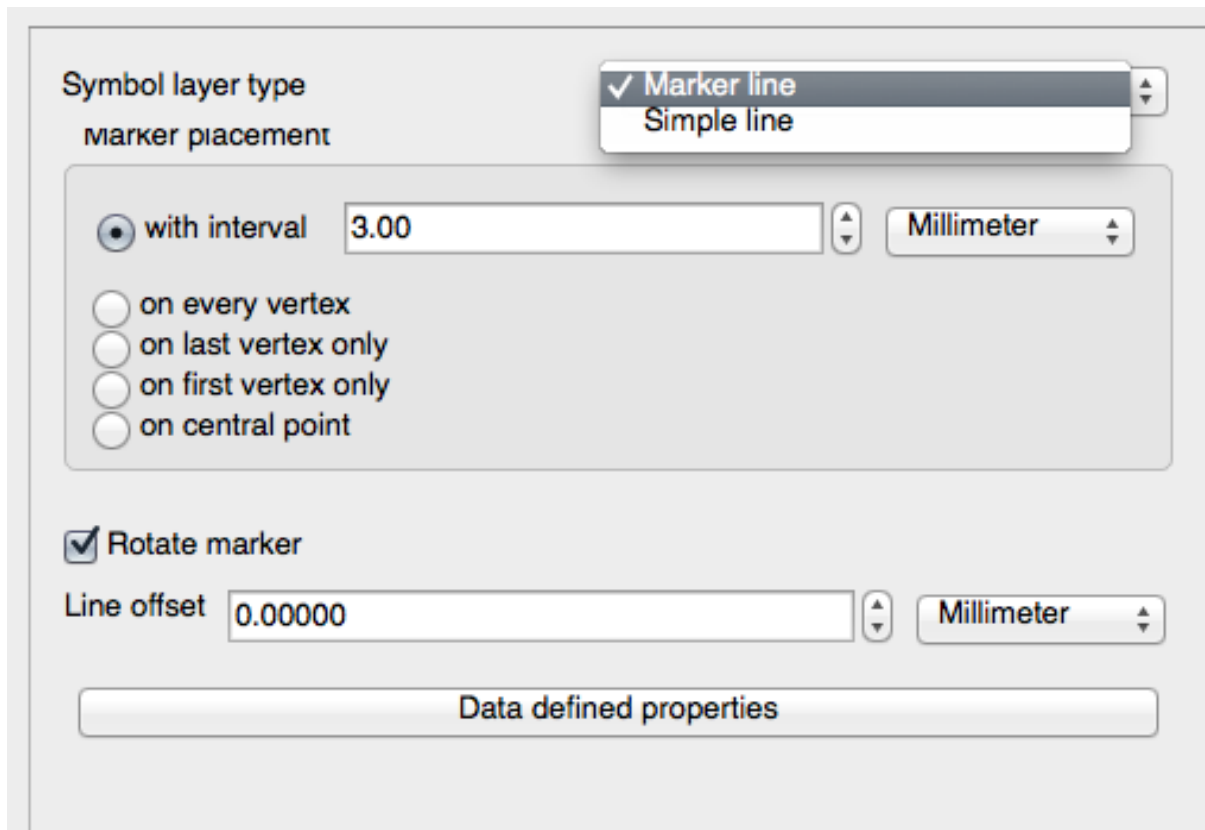 Symbol layer type
Marker line
Simple line
Marker placement
with interval 3.00 Millimeter
on every vertex
on last vertex only
on first vertex only
on central point
Rotate marker
Line offset 0.00000 Millimeter
Data defined properties